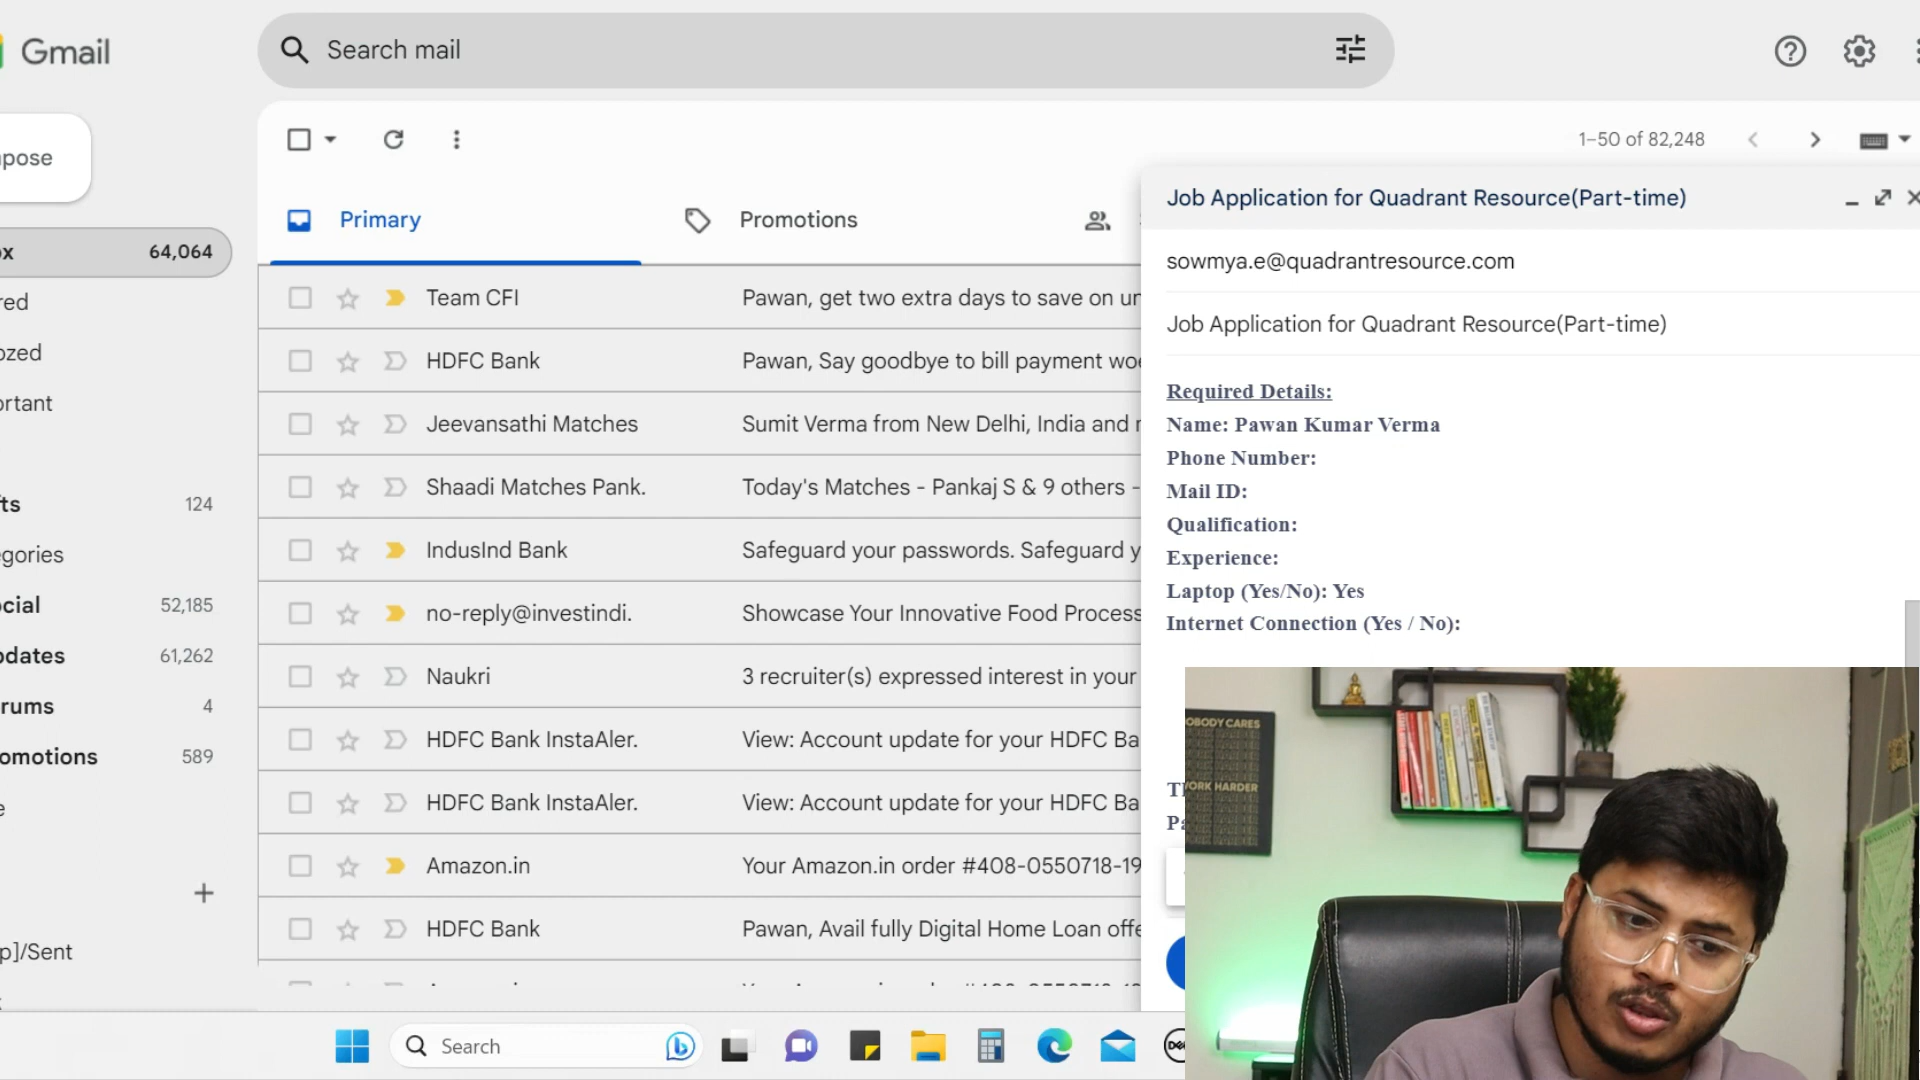 Gmail
Search mail
pose
1–50 of 82,248
Primary
Promotions
x 64,064
red
ozed
ortant
ts 124
gories
cial 52,185
pdates 61,262
rums 4
omotions 589
e
p]/Sent
Team CFI Pawan, get two extra days to save on un
HDFC Bank Pawan, Say goodbye to bill payment woe
Jeevansathi Matches Sumit Verma from New Delhi, India and
Shaadi Matches Pank. Today's Matches - Pankaj S & 9 others -
IndusInd Bank Safeguard your passwords. Safeguard y
no-reply@investindi. Showcase Your Innovative Food Process
Naukri 3 recruiter(s) expressed interest in your
HDFC Bank InstaAler. View: Account update for your HDFC Ba
HDFC Bank InstaAler. View: Account update for your HDFC Ba
Amazon.in Your Amazon.in order #408-0550718-19
HDFC Bank Pawan, Avail fully Digital Home Loan offe
Job Application for Quadrant Resource(Part-time)
sowmya.e@quadrantresource.com
Job Application for Quadrant Resource(Part-time)
Required Details:
Name: Pawan Kumar Verma
Phone Number:
Mail ID:
Qualification:
Experience:
Laptop (Yes/No): Yes
Internet Connection (Yes / No):
Pa
OBODY CARES
WORK HARDER
Search
DELL